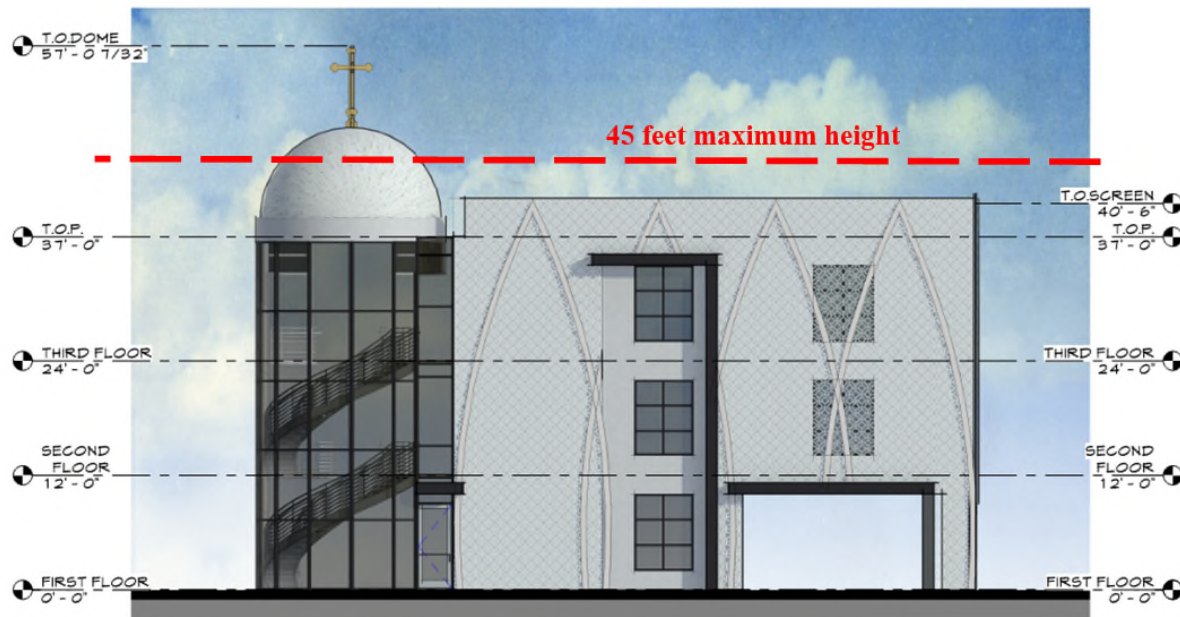 T.O.DOME
57'-0 7/32"
45 feet maximum height
T.O.SCREEN
40'-6"
T.O.P.
37'-0"
T.O.P.
37'-0"
THIRD FLOOR
24'-0"
THIRD FLOOR
24'-0"
SECOND
FLOOR
12'-0"
SECOND
FLOOR
12'-0"
FIRST FLOOR
0'-0"
FIRST FLOOR
0'-0"